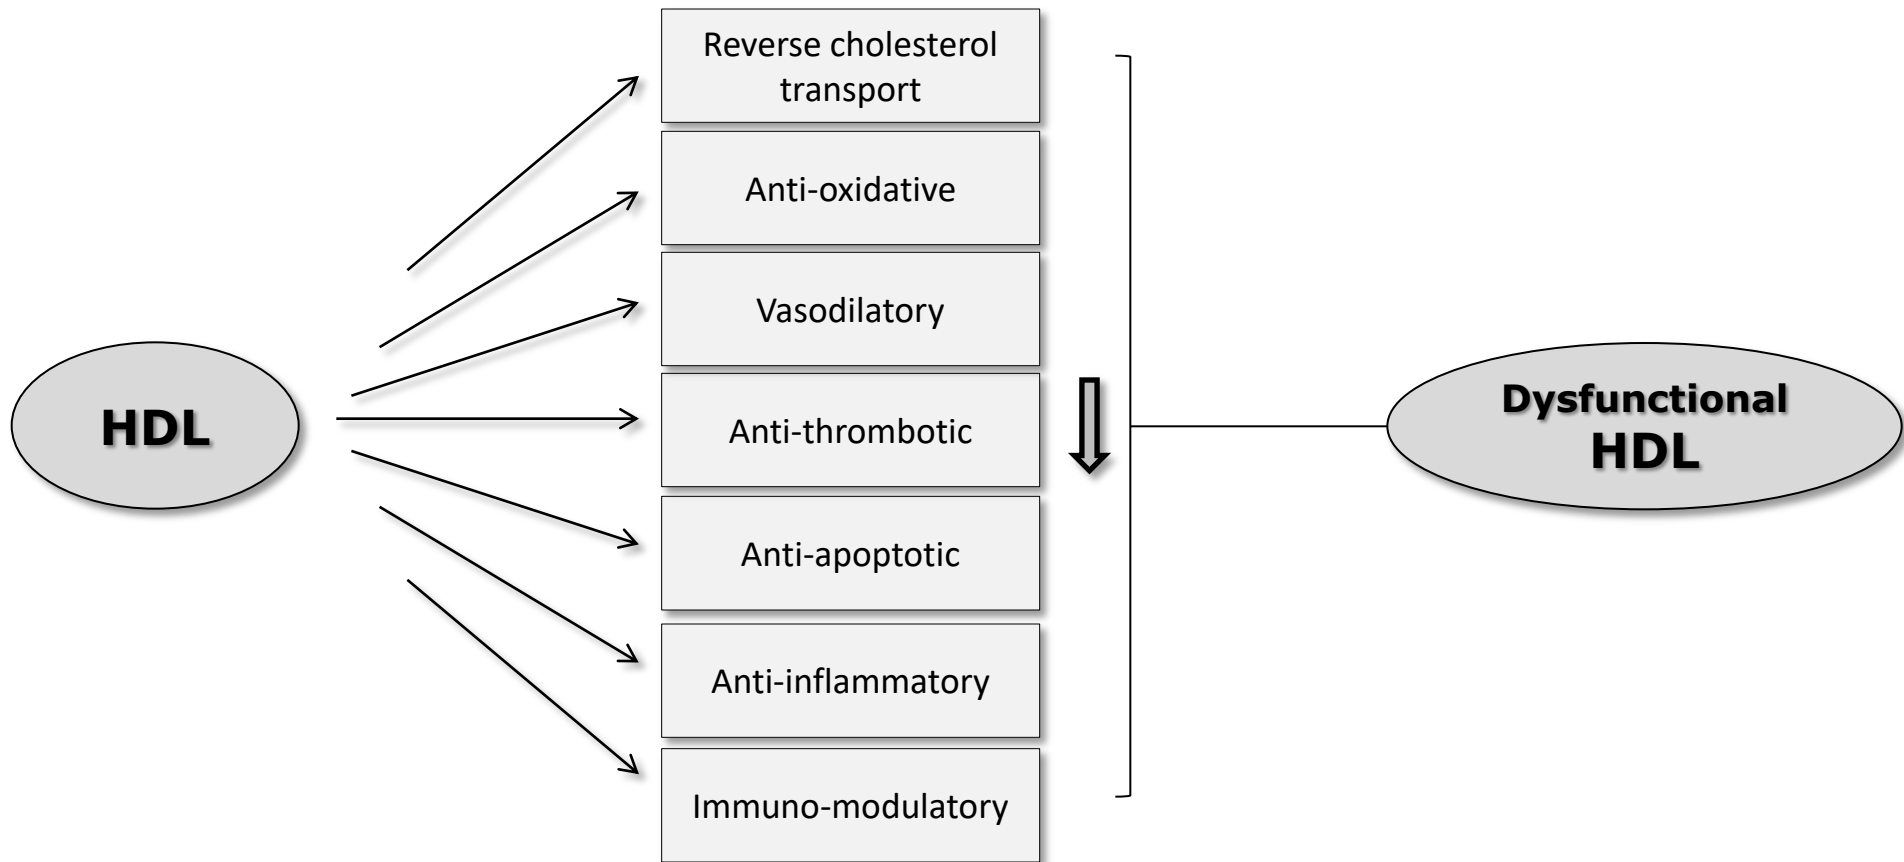 Reverse cholesterol
transport
Anti-oxidative
Vasodilatory
HDL
Anti-thrombotic
Anti-apoptotic
Anti-inflammatory
Immuno-modulatory
Dysfunctional
HDL